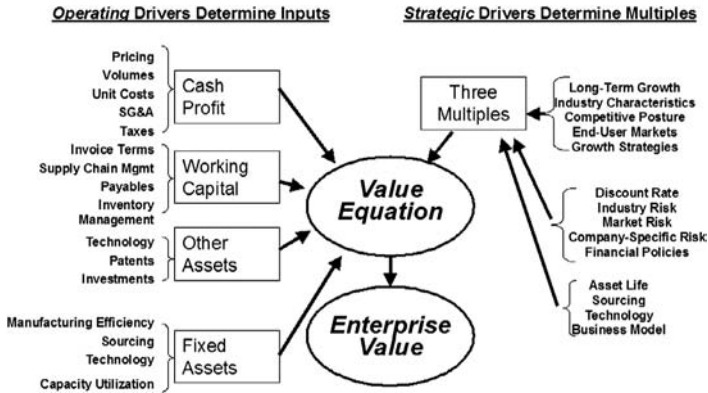 Operating Drivers Determine Inputs
Strategic Drivers Determine Multiples
Pricing
Volumes
Unit Costs
SG&A
Taxes
Cash
Profit
Invoice Terms
Supply Chain Mgmt
Payables
Inventory
Management
Working
Capital
Technology
Patents
Investments
Other
Assets
Manufacturing Efficiency
Sourcing
Technology
Capacity Utilization
Fixed
Assets
Value
Equation
Enterprise
Value
Three
Multiples
Long-Term Growth
Industry Characteristics
Competitive Posture
End-User Markets
Growth Strategies
Discount Rate
Industry Risk
Market Risk
Company-Specific Risk
Financial Policies
Asset Life
Sourcing
Technology
Business Model